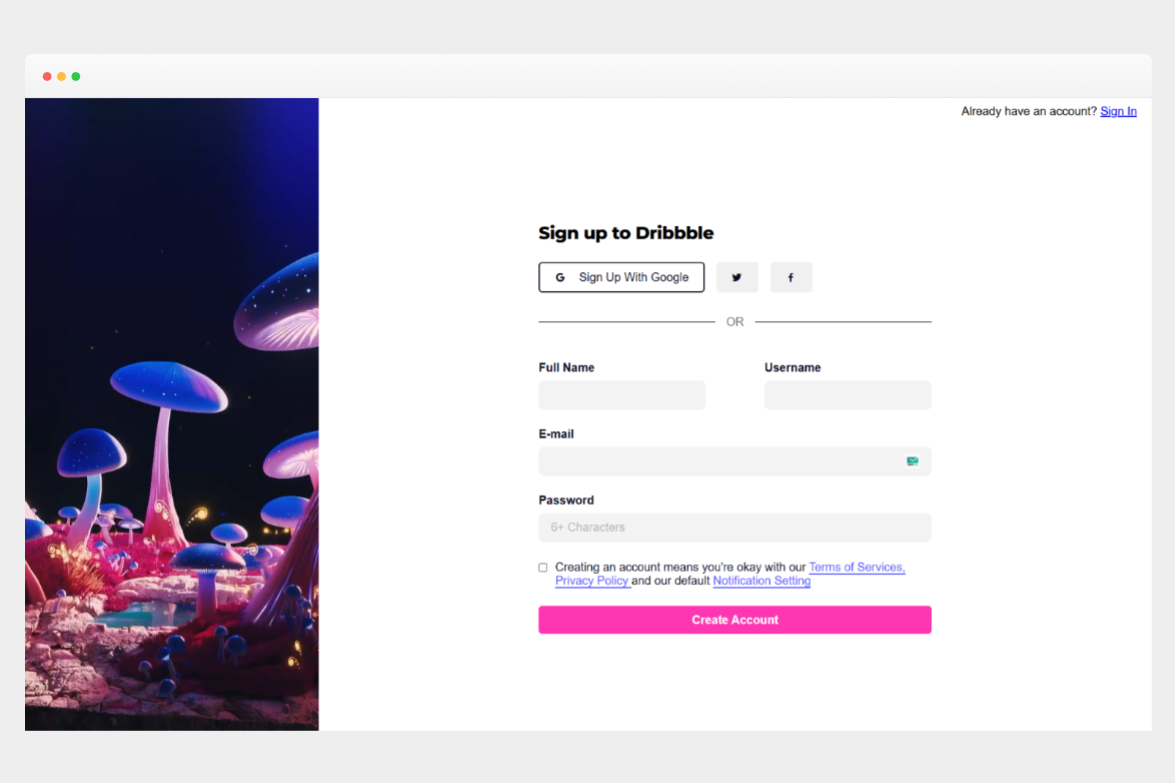 Already have an account? Sign In
Sign up to Dribbble
G Sign Up With Google
OR
Full Name
Username
E-mail
Password
6+ Characters
Creating an account means you're okay with our Terms of Services,
Privacy Policy and our default Notification Setting
Create Account